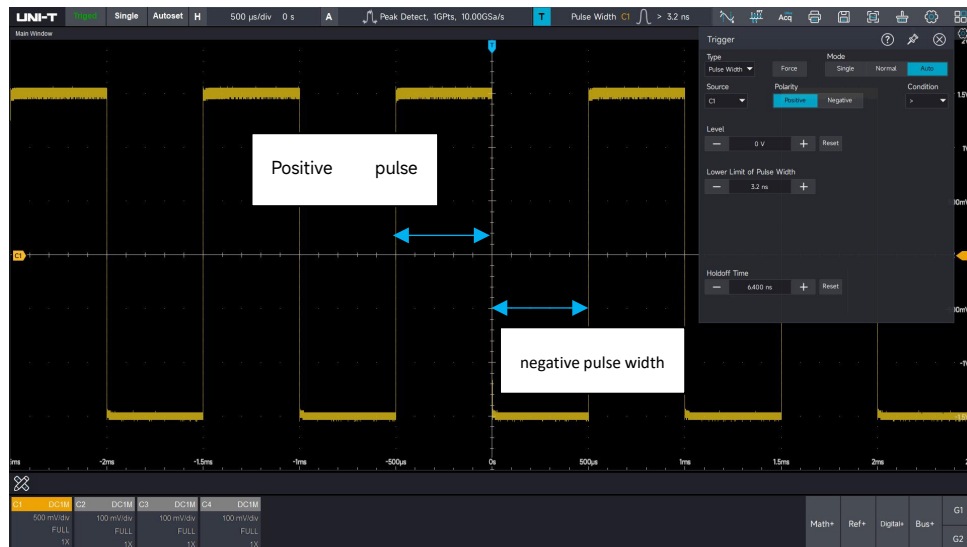 UNI-T Triged Single Autoset H 500 μs/div 0 s A Peak Detect, 1GPts, 10.00GSa/s T Pulse Width C1 > 3.2 ns Acq
Main Window
Trigger
Type Mode
Pulse Width Force Single Normal Auto
Source Polarity Condition
C1 Positive Negative >
Level
0 V Reset
Lower Limit of Pulse Width
3.2 ns
Holdoff Time
6.400 ns Reset
1.5
Positive pulse
C1
negative pulse width
-2ms -1.5ms -1ms -500μs 0s 500μs 1ms 1.5ms 2ms
C1 DC1M C2 DC1M C3 DC1M C4 DC1M
500 mV/div 100 mV/div 100 mV/div 100 mV/div
FULL FULL FULL FULL
1X 1X 1X 1X
Math+ Ref+ Digital+ Bus+ G1
G2